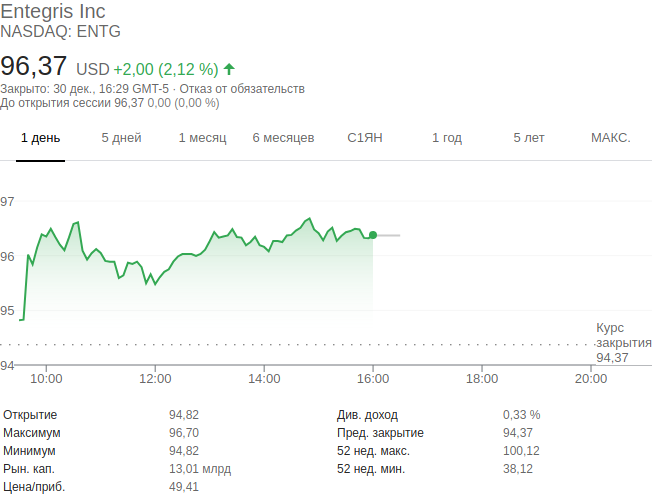 Entegris Inc
NASDAQ: ENTG
96,37 USD +2,00 (2,12 %)
Закрыто: 30 дек., 16:29 GMT-5 · Отказ от обязательств
До открытия сессии 96,37 0,00 (0,00 %)
1 день 5 дней 1 месяц 6 месяцев С1ЯН 1 год 5 лет МАКС.
97
96
95
Курс
закрытия
94,37
94
10:00 12:00 14:00 16:00 18:00 20:00
Открытие 94,82 Див. доход 0,33 %
Максимум 96,70 Пред. закрытие 94,37
Минимум 94,82 52 нед. макс. 100,12
Рын. кап. 13,01 млрд 52 нед. мин. 38,12
Цена/приб. 49,41